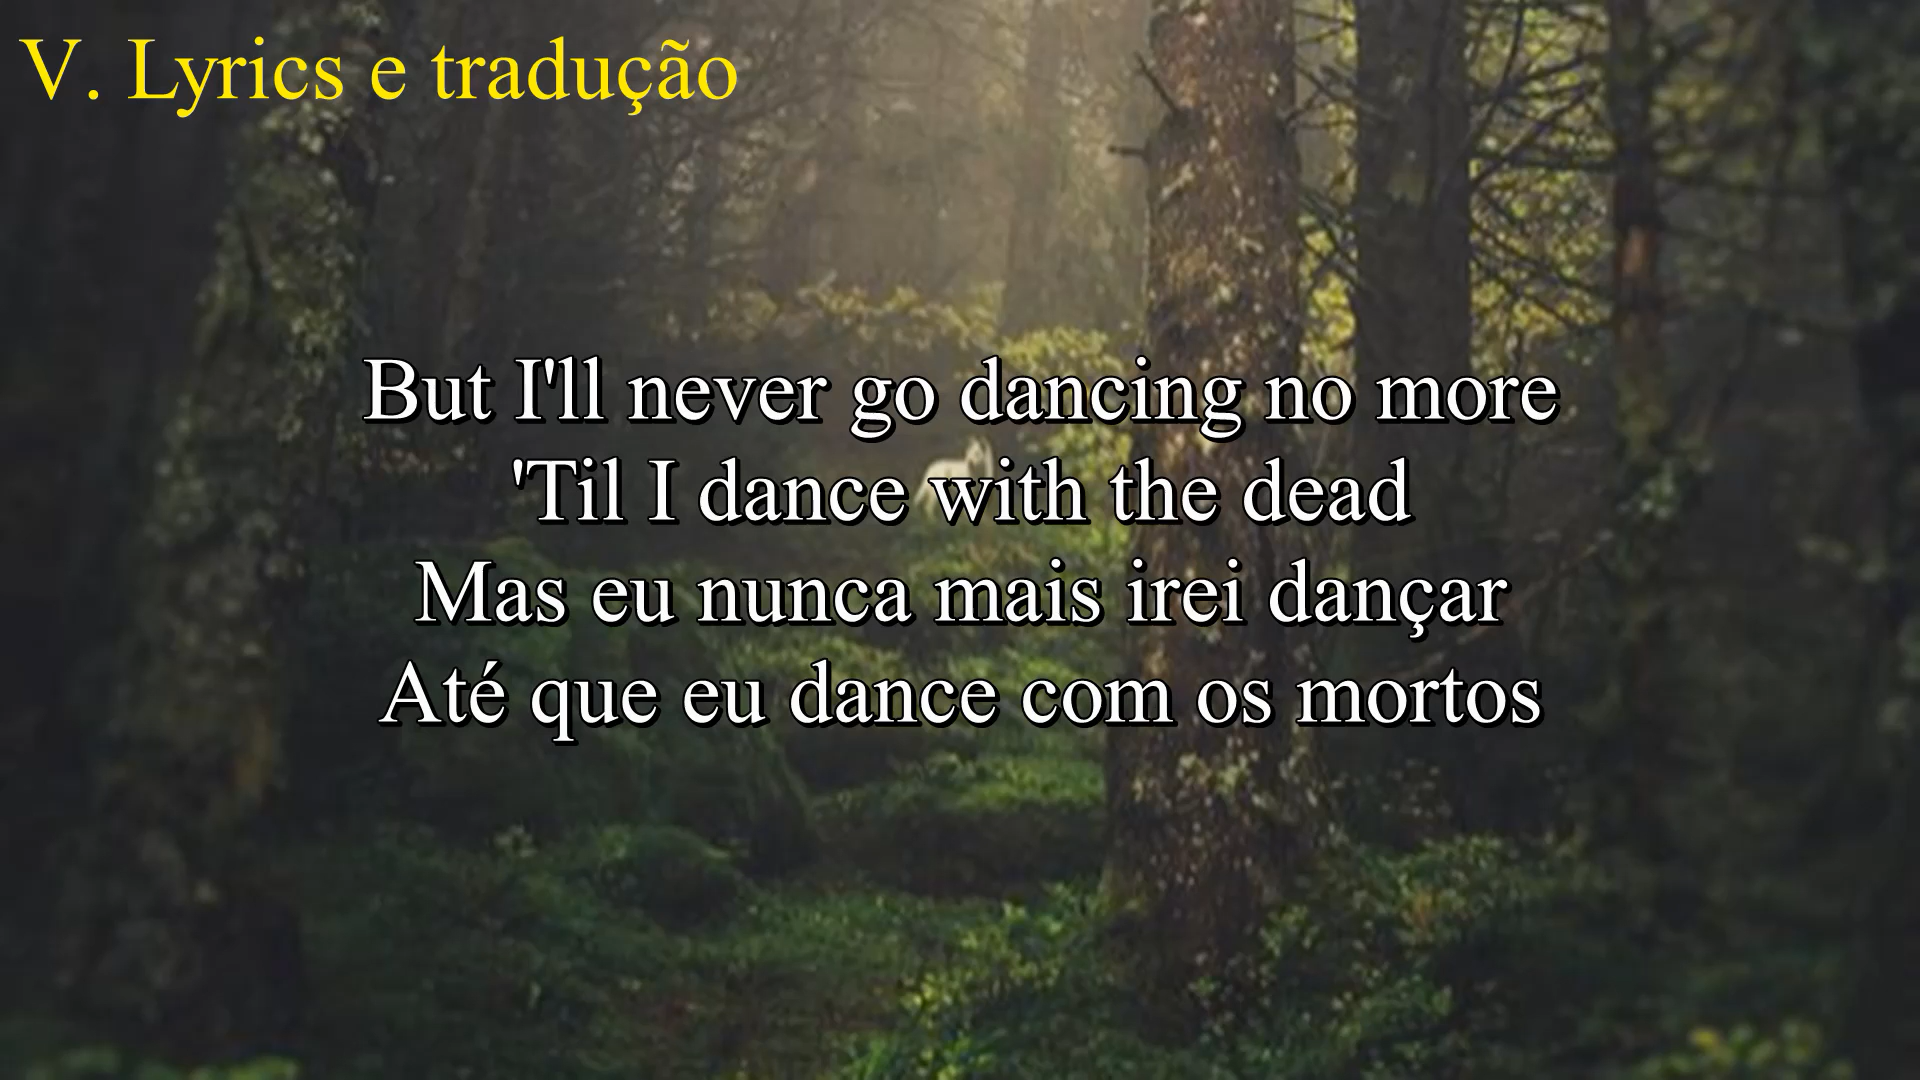 V. Lyrics e tradução
But I'll never go dancing no more
'Til I dance with the dead
Mas eu nunca mais irei dançar
Até que eu dance com os mortos